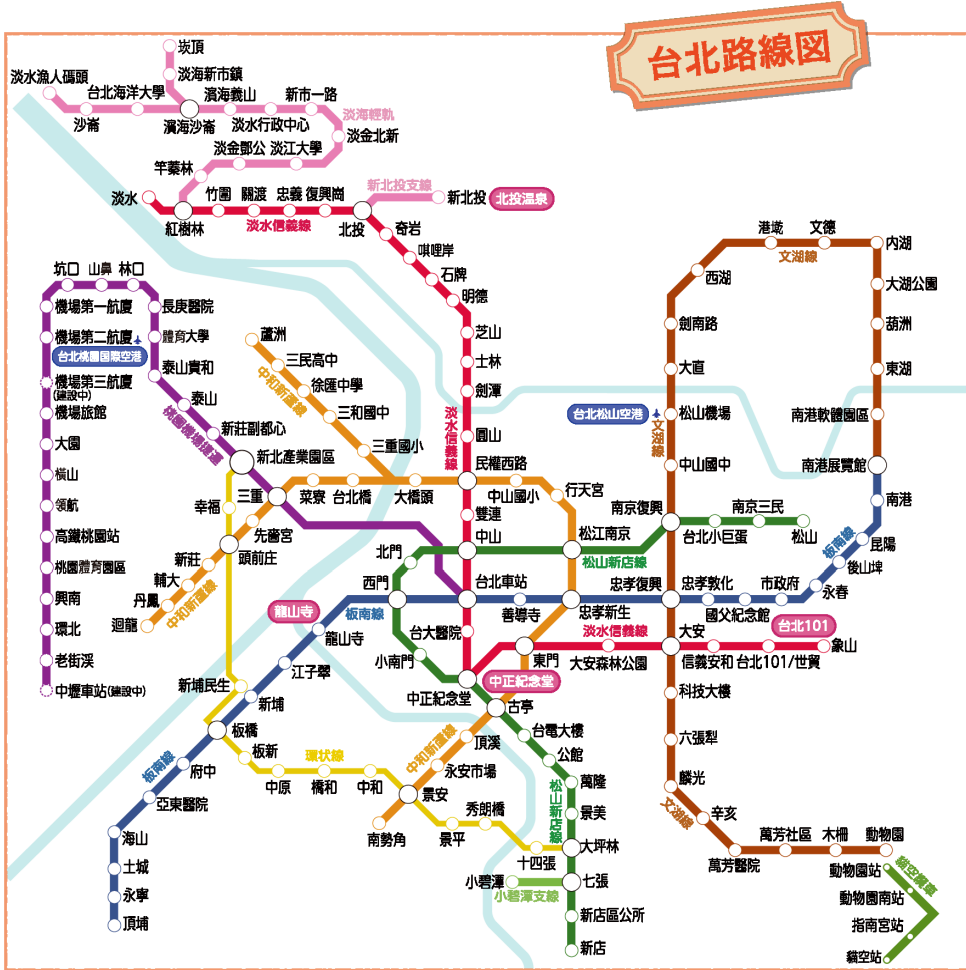 台北路線図
崁頂
淡水漁人碼頭
淡海新市鎮
台北海洋大學
濱海義山
新市一路
淡海輕軌
沙崙
濱海沙崙
淡水行政中心
淡金北新
淡金鄧公
淡江大學
竿蓁林
新北投支線
淡水
竹圍
關渡
忠義
復興崗
新北投
北投温泉
紅樹林
淡水信義線
北投
奇岩
唭哩岸
石牌
明德
芝山
士林
劍潭
淡水信義線
圓山
民權西路
雙連
中山
台北車站
台大醫院
中正紀念堂
中正紀念堂
東門
淡水信義線
大安森林公園
大安
信義安和
台北101/世貿
台北101
象山
港墘
文德
文湖線
內湖
西湖
大湖公園
劍南路
葫洲
大直
東湖
台北松山空港
松山機場
文湖線
南港軟體園區
中山國中
南港展覽館
南京復興
南港
忠孝復興
科技大樓
六張犁
麟光
文湖線
辛亥
萬芳醫院
萬芳社區
木柵
動物園
動物園站
貓空纜車
動物園南站
指南宮站
貓空站
坑口
山鼻
林口
機場第一航廈
長庚醫院
機場第二航廈
體育大學
台北桃園国際空港
機場第三航廈
(建設中)
泰山貴和
機場旅館
泰山
桃園機場捷運
大園
新莊副都心
橫山
新北產業園區
領航
三重
高鐵桃園站
桃園體育園區
興南
環北
老街溪
中壢車站(建設中)
蘆洲
三民高中
中和新蘆線
徐匯中學
三和國中
三重國小
菜寮
台北橋
大橋頭
中山國小
行天宮
先嗇宮
幸福
頭前庄
新莊
輔大
丹鳳
中和新蘆線
迴龍
松江南京
松山新店線
台北小巨蛋
南京三民
松山
北門
西門
龍山寺
板南線
善導寺
忠孝新生
忠孝敦化
國父紀念館
市政府
永春
後山埤
昆陽
板南線
龍山寺
小南門
江子翠
新埔民生
新埔
板橋
板南線
府中
亞東醫院
海山
土城
永寧
頂埔
板新
環状線
中原
橋和
中和
景安
南勢角
景平
秀朗橋
十四張
古亭
頂溪
中和新蘆線
永安市場
台電大樓
公館
萬隆
松山新店線
景美
大坪林
小碧潭
七張
小碧潭支線
新店區公所
新店